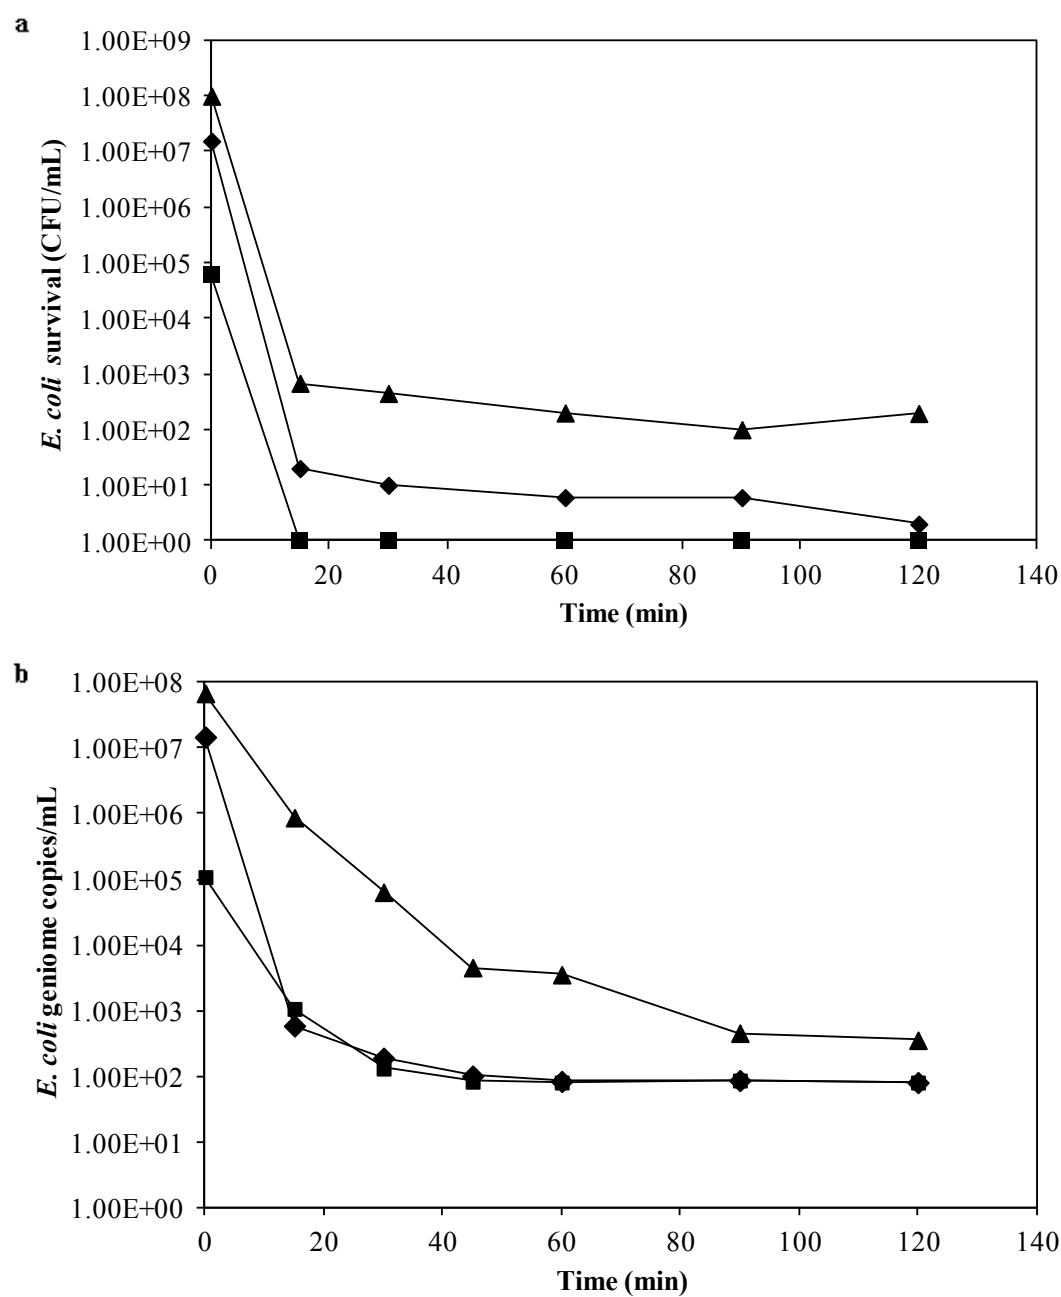 a
1.00E+09
1.00E+08
1.00E+07
1.00E+06
1.00E+05
1.00E+04
1.00E+03
1.00E+02
1.00E+01
1.00E+00
E. coli survival (CFU/mL)
0 20 40 60 80 100 120 140
Time (min)
b
1.00E+08
1.00E+07
1.00E+06
1.00E+05
1.00E+04
1.00E+03
1.00E+02
1.00E+01
1.00E+00
E. coli geniome copies/mL
0 20 40 60 80 100 120 140
Time (min)